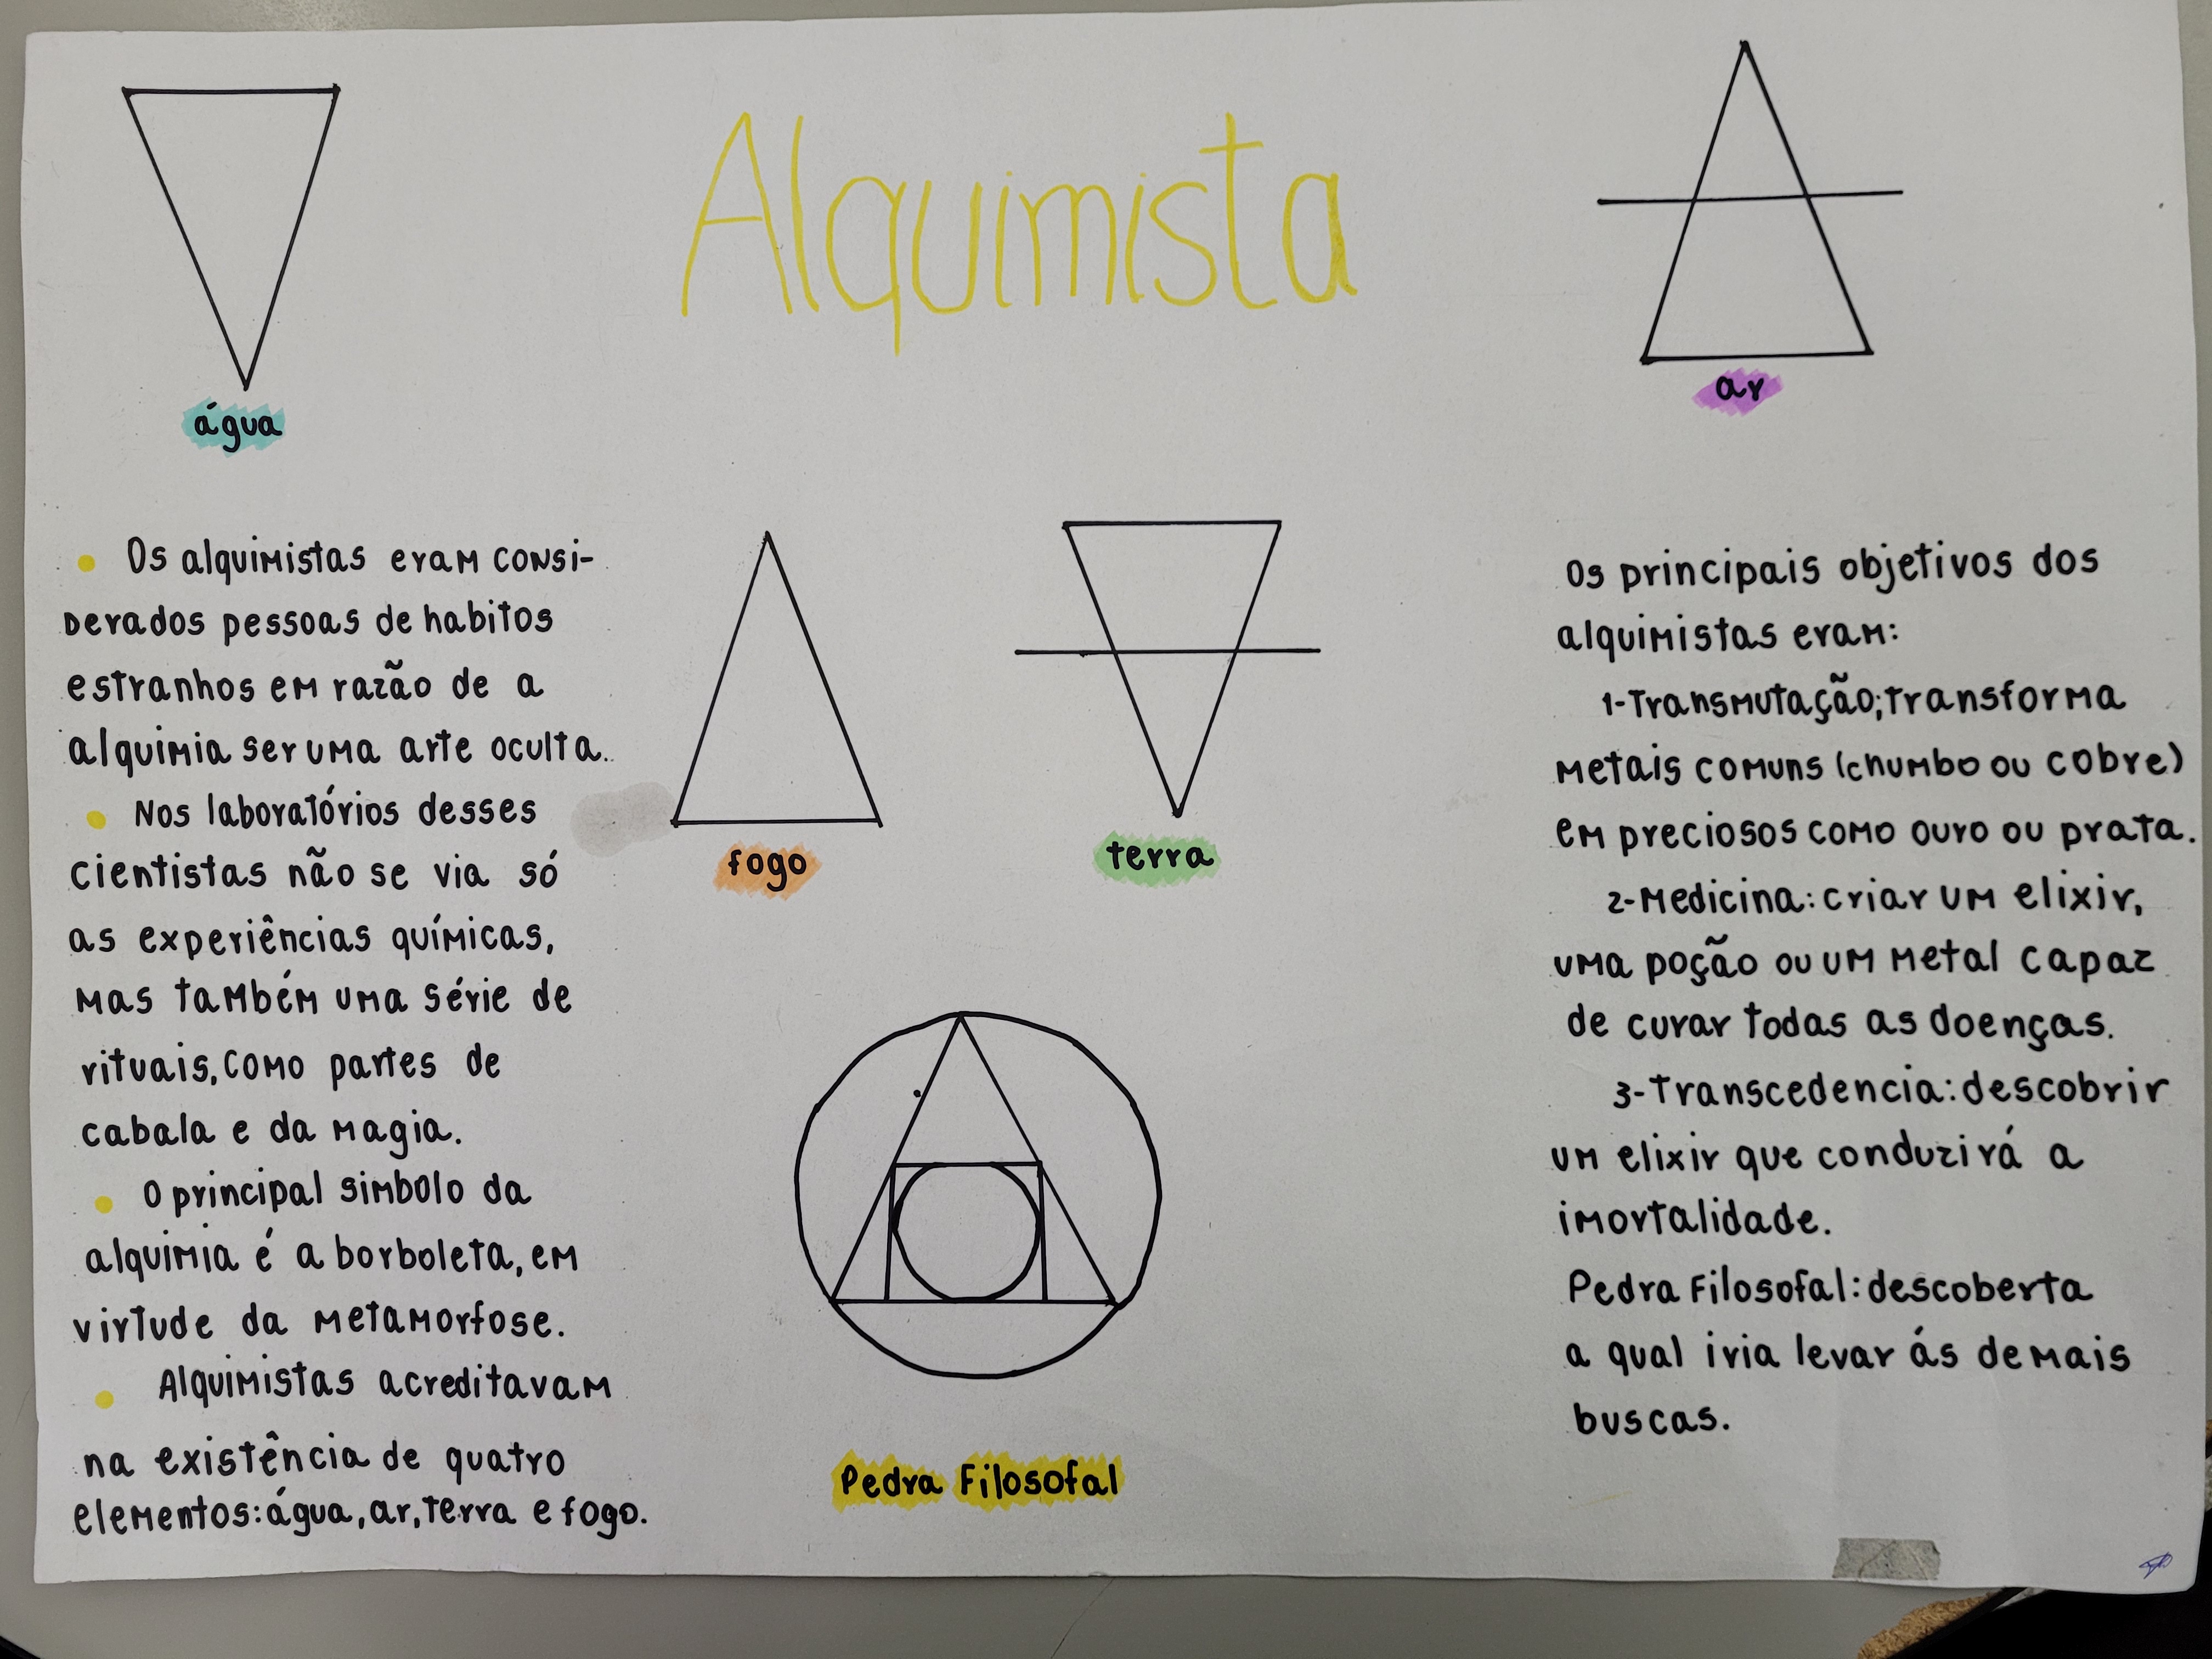 Alquimista
água
ar
• Os alquimistas eram consi-
derados pessoas de habitos
estranhos em razão de a
alquimia ser uma arte oculta.
• Nos laboratórios desses
cientistas não se via só
as experiências químicas,
mas também uma série de
rituais, como partes de
cabala e da magia.
• O principal simbolo da
alquimia é a borboleta, em
virtude da metamorfose.
• Alquimistas acreditavam
na existência de quatro
elementos: água, ar, terra e fogo.
fogo
terra
Pedra Filosofal
Os principais objetivos dos
alquimistas eram:
1-Transmutação; transforma
metais comuns (chumbo ou cobre)
em preciosos como ouro ou prata.
2-Medicina: criar um elixir,
uma poção ou um metal capaz
de curar todas as doenças.
3-Transcedencia: descobrir
um elixir que conduzirá a
imortalidade.
Pedra Filosofal: descoberta
a qual iria levar ás demais
buscas.